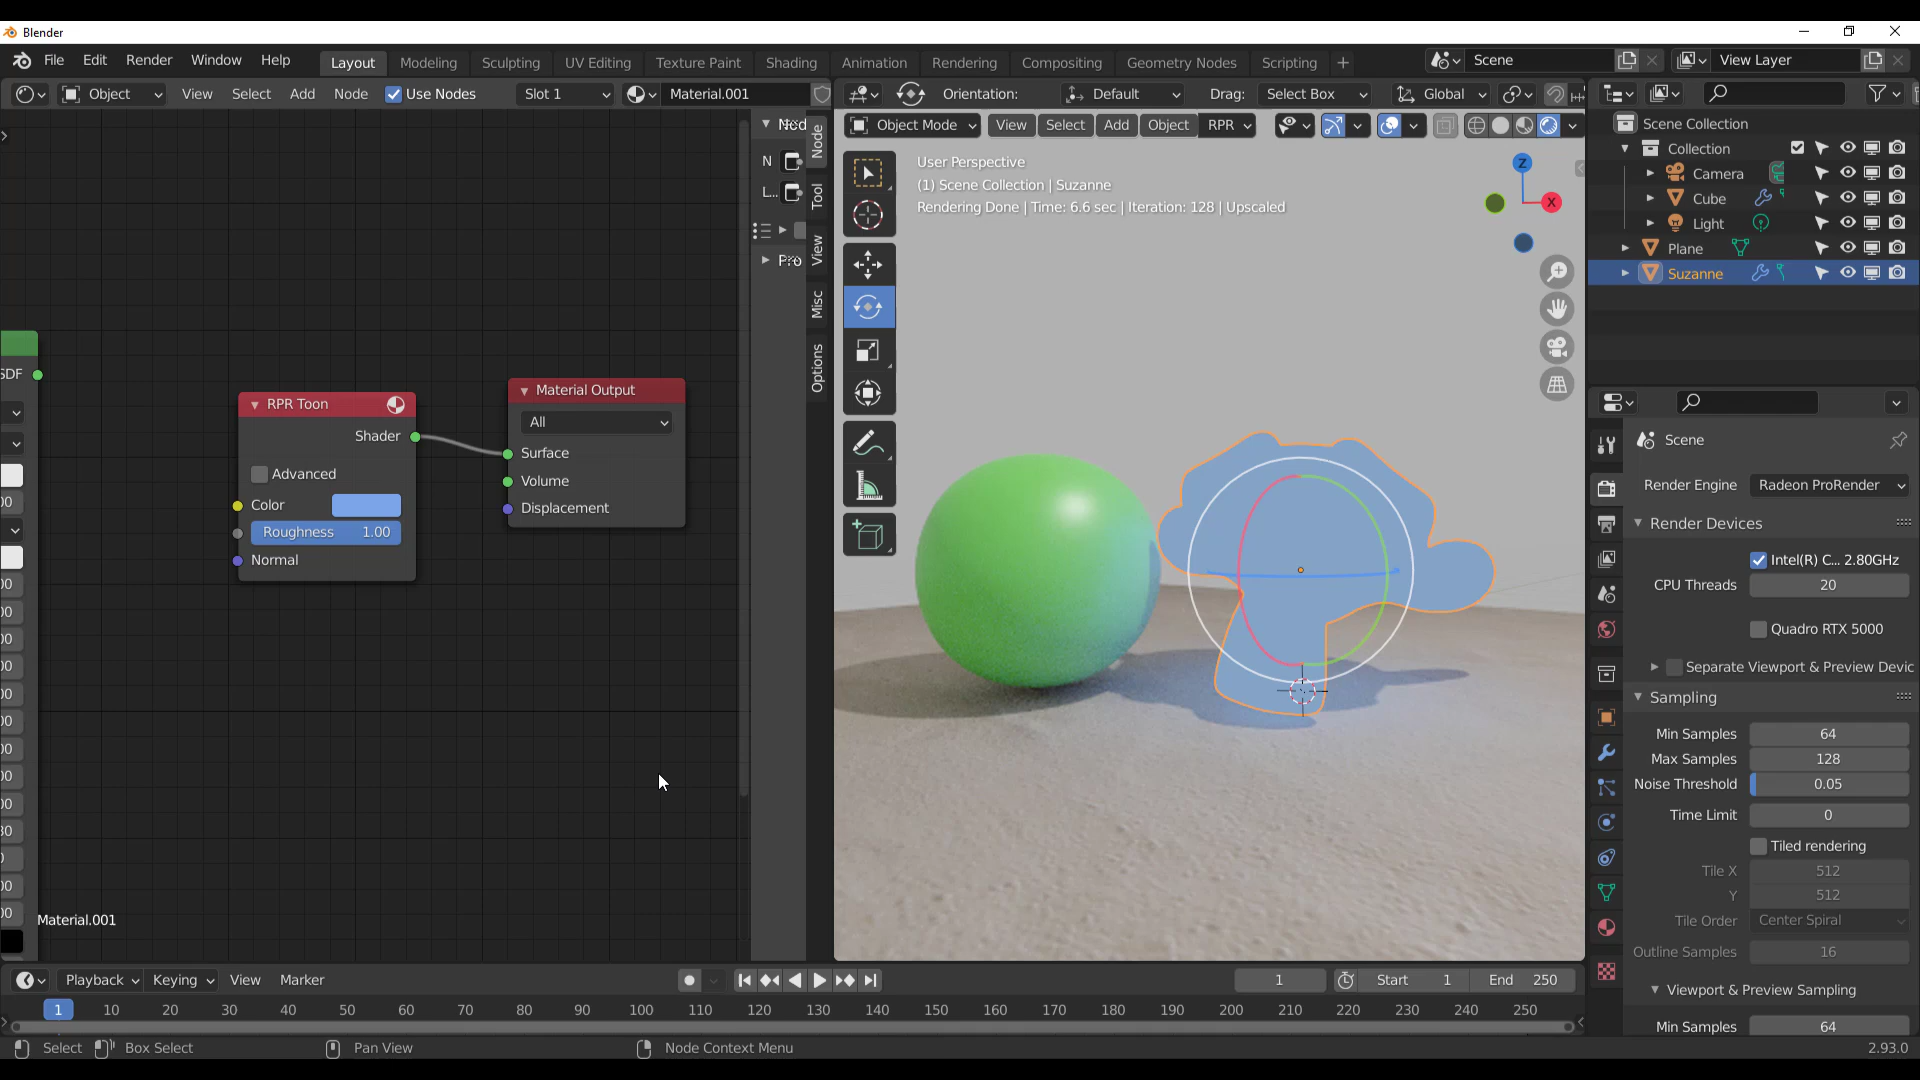 Blender
File Edit Render Window Help Layout Modeling Sculpting UV Editing Texture Paint Shading Animation Rendering Compositing Geometry Nodes Scripting + Scene View Layer
Object View Select Add Node Use Nodes Slot 1 Material.001
Orientation: Default Drag: Select Box Global
Object Mode View Select Add Object RPR
User Perspective
(1) Scene Collection | Suzanne
Rendering Done | Time: 6.6 sec | Iteration: 128 | Upscaled
Z
X
N
L...
Pro
Node
Tool
View
Misc
Options
SDF
RPR Toon
Shader
Advanced
Color
Roughness 1.00
Normal
Material Output
All
Surface
Volume
Displacement
Material.001
Scene Collection
Collection
Camera
Cube
Light
Plane
Suzanne
Scene
Render Engine Radeon ProRender
Render Devices
Intel(R) C... 2.80GHz
CPU Threads 20
Quadro RTX 5000
Separate Viewport & Preview Devic
Sampling
Min Samples 64
Max Samples 128
Noise Threshold 0.05
Time Limit 0
Tiled rendering
Tile X 512
Y 512
Tile Order Center Spiral
Outline Samples 16
Viewport & Preview Sampling
Min Samples 64
Playback Keying View Marker 1 Start 1 End 250
1 10 20 30 40 50 60 70 80 90 100 110 120 130 140 150 160 170 180 190 200 210 220 230 240 250
Select Box Select Pan View Node Context Menu 2.93.0